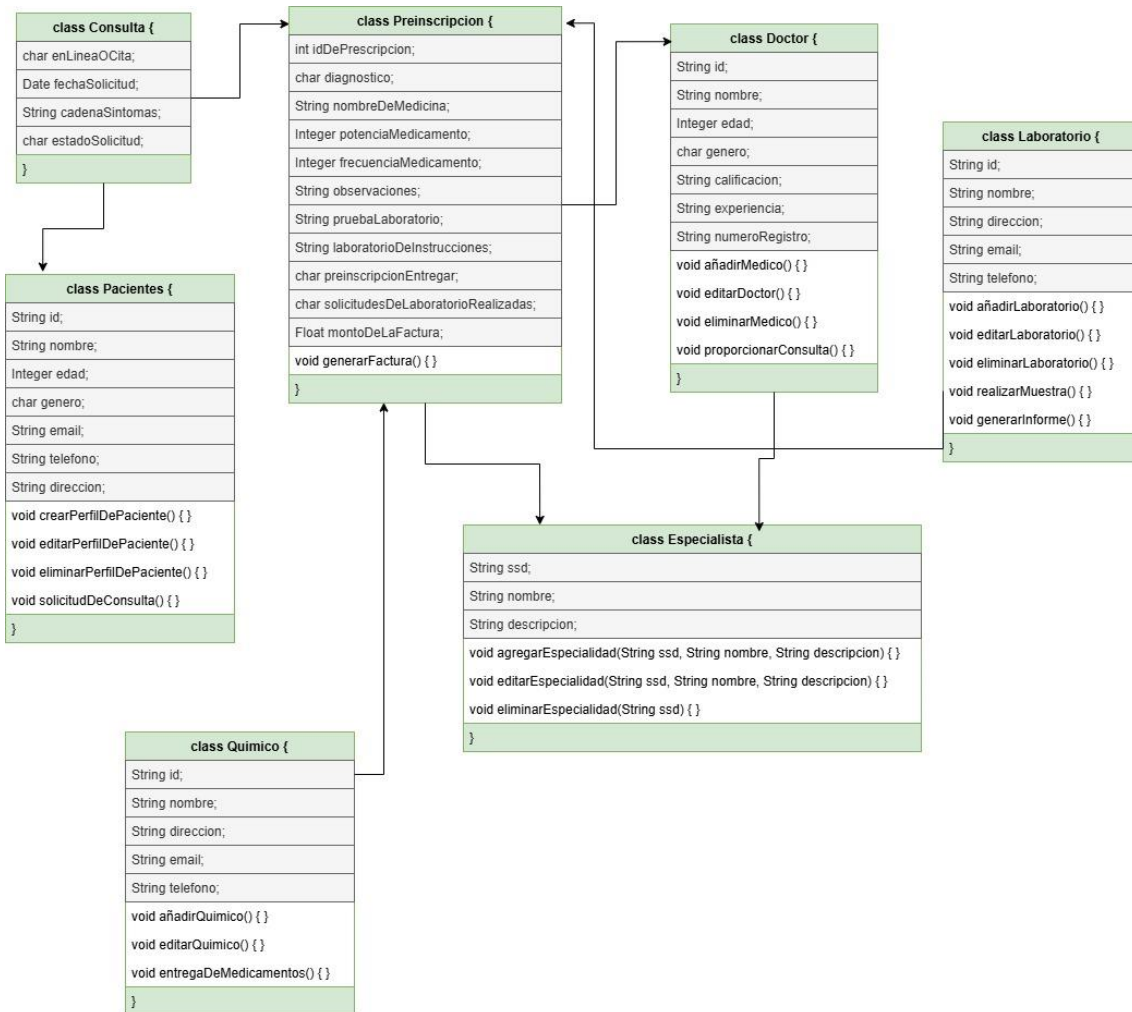 class Consulta {
char enLineaOCita;
Date fechaSolicitud;
String cadenaSintomas;
char estadoSolicitud;
}
class Preinscripcion {
int idDePrescripcion;
char diagnostico;
String nombreDeMedicina;
Integer potenciaMedicamento;
Integer frecuenciaMedicamento;
String observaciones;
String pruebaLaboratorio;
String laboratorioDeInstrucciones;
char preinscripcionEntregar;
char solicitudesDeLaboratorioRealizadas;
Float montoDeLaFactura;
void generarFactura() { }
}
class Doctor {
String id;
String nombre;
Integer edad;
char genero;
String calificacion;
String experiencia;
String numeroRegistro;
void añadirMedico() { }
void editarDoctor() { }
void eliminarMedico() { }
void proporcionarConsulta() { }
}
class Laboratorio {
String id;
String nombre;
String direccion;
String email;
String telefono;
void añadirLaboratorio() { }
void editarLaboratorio() { }
void eliminarLaboratorio() { }
void realizarMuestra() { }
void generarInforme() { }
}
class Pacientes {
String id;
String nombre;
Integer edad;
char genero;
String email;
String telefono;
String direccion;
void crearPerfilDePaciente() { }
void editarPerfilDePaciente() { }
void eliminarPerfilDePaciente() { }
void solicitudDeConsulta() { }
}
class Especialista {
String ssd;
String nombre;
String descripcion;
void agregarEspecialidad(String ssd, String nombre, String descripcion) { }
void editarEspecialidad(String ssd, String nombre, String descripcion) { }
void eliminarEspecialidad(String ssd) { }
}
class Quimico {
String id;
String nombre;
String direccion;
String email;
String telefono;
void añadirQuimico() { }
void editarQuimico() { }
void entregaDeMedicamentos() { }
}